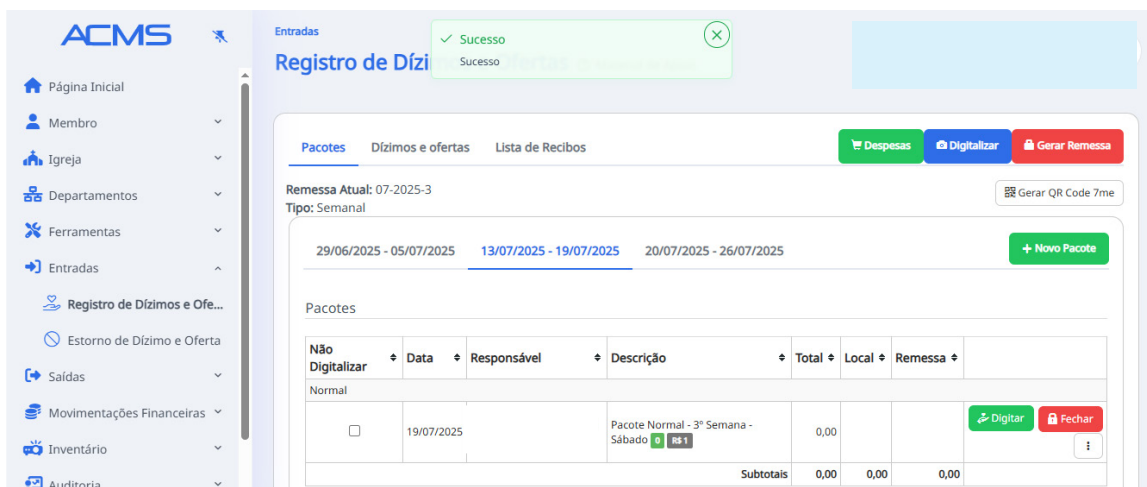 ACMS
Página Inicial
Membro
Igreja
Departamentos
Ferramentas
Entradas
Registro de Dízimos e Ofe...
Estorno de Dízimo e Oferta
Saídas
Movimentações Financeiras
Inventário
Auditoria
Entradas
Registro de Dízimos e Ofertas
Sucesso
Sucesso
Pacotes Dízimos e ofertas Lista de Recibos
Despesas Digitalizar Gerar Remessa
Remessa Atual: 07-2025-3
Tipo: Semanal
Gerar QR Code 7me
29/06/2025 - 05/07/2025 13/07/2025 - 19/07/2025 20/07/2025 - 26/07/2025
+ Novo Pacote
Pacotes
Não
Digitalizar Data Responsável Descrição Total Local Remessa
Normal
19/07/2025 Pacote Normal - 3º Semana -
Sábado 0 R$ 1 0,00 Digitar Fechar
Subtotais 0,00 0,00 0,00